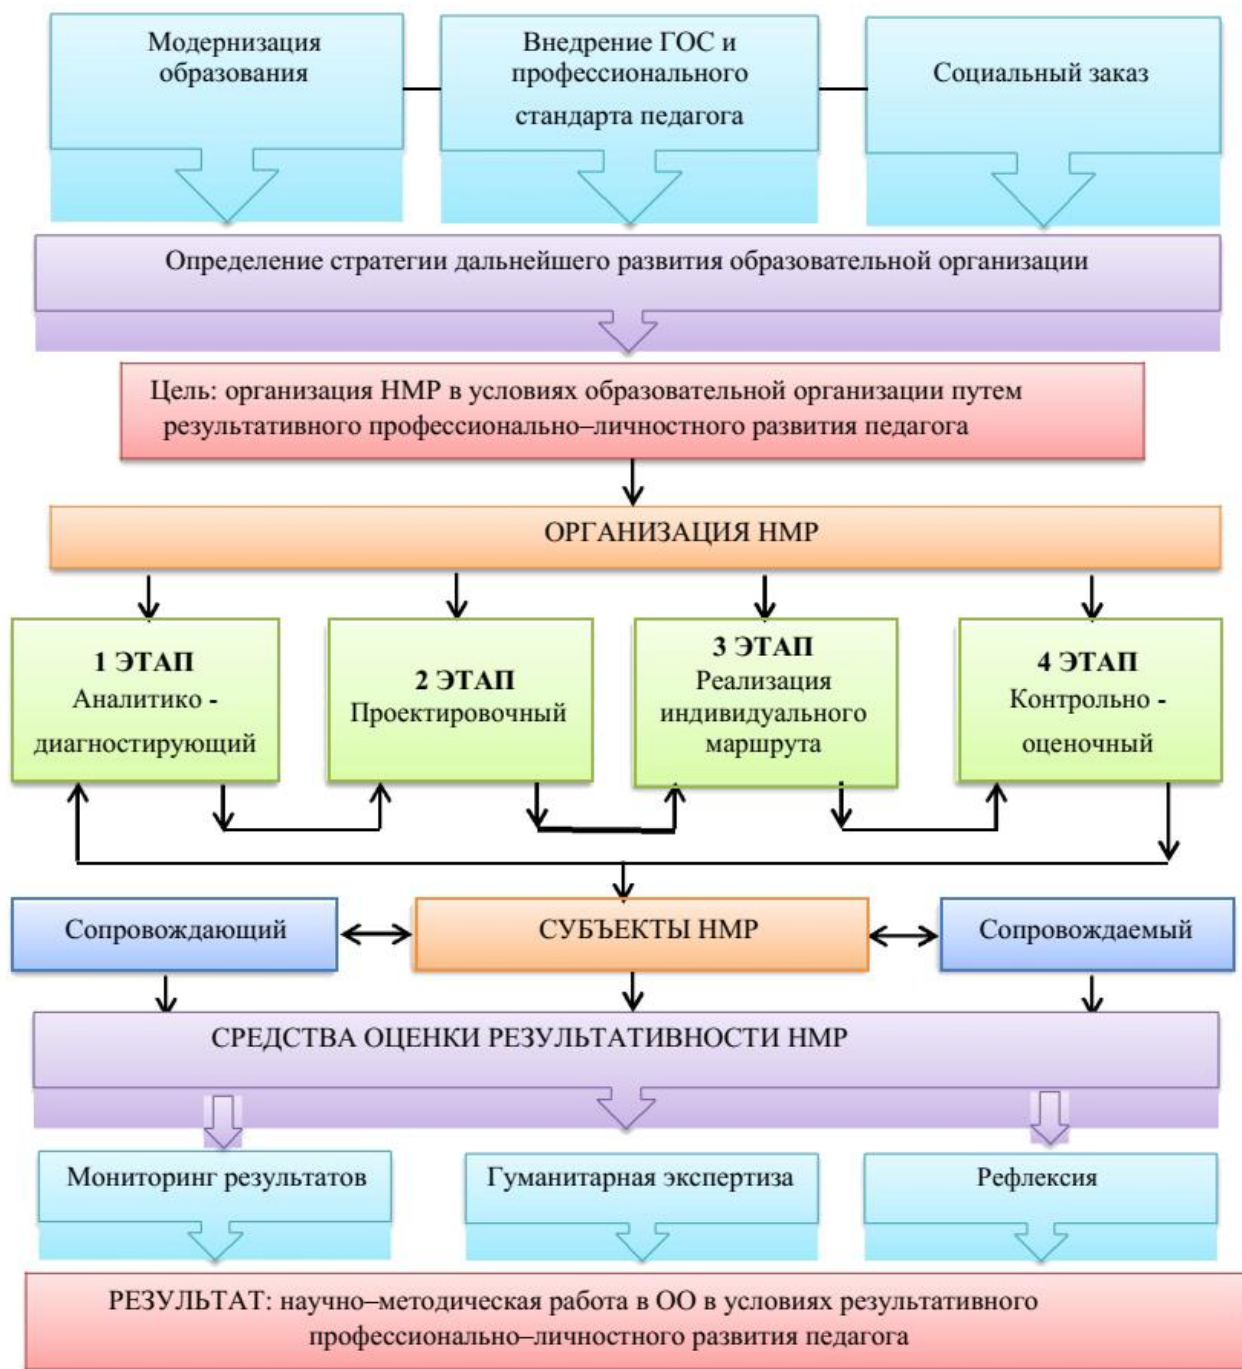 Модернизация
образования
Внедрение ГОС и
профессионального
стандарта педагога
Социальный заказ
Определение стратегии дальнейшего развития образовательной организации
Цель: организация НМР в условиях образовательной организации путем
результативного профессионально–личностного развития педагога
ОРГАНИЗАЦИЯ НМР
1 ЭТАП
Аналитико -
диагностирующий
2 ЭТАП
Проектировочный
3 ЭТАП
Реализация
индивидуального
маршрута
4 ЭТАП
Контрольно -
оценочный
Сопровождающий
СУБЪЕКТЫ НМР
Сопровождаемый
СРЕДСТВА ОЦЕНКИ РЕЗУЛЬТАТИВНОСТИ НМР
Мониторинг результатов
Гуманитарная экспертиза
Рефлексия
РЕЗУЛЬТАТ: научно–методическая работа в ОО в условиях результативного
профессионально–личностного развития педагога